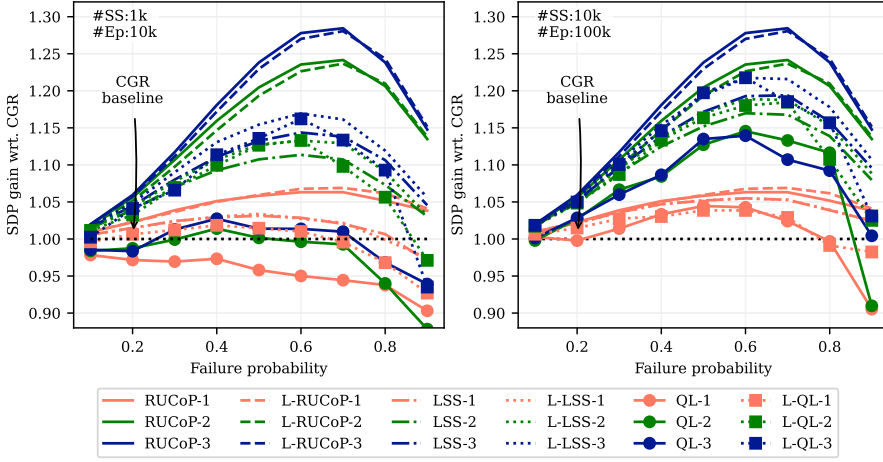 #SS:1k
#Ep:10k
CGR
baseline
SDP gain wrt. CGR
1.30
1.25
1.20
1.15
1.10
1.05
1.00
0.95
0.90
0.2
0.4
0.6
0.8
Failure probability
#SS:10k
#Ep:100k
CGR
baseline
SDP gain wrt. CGR
1.30
1.25
1.20
1.15
1.10
1.05
1.00
0.95
0.90
0.2
0.4
0.6
0.8
Failure probability
RUCoP-1 L-RUCoP-1 LSS-1 L-LSS-1 QL-1 L-QL-1
RUCoP-2 L-RUCoP-2 LSS-2 L-LSS-2 QL-2 L-QL-2
RUCoP-3 L-RUCoP-3 LSS-3 L-LSS-3 QL-3 L-QL-3